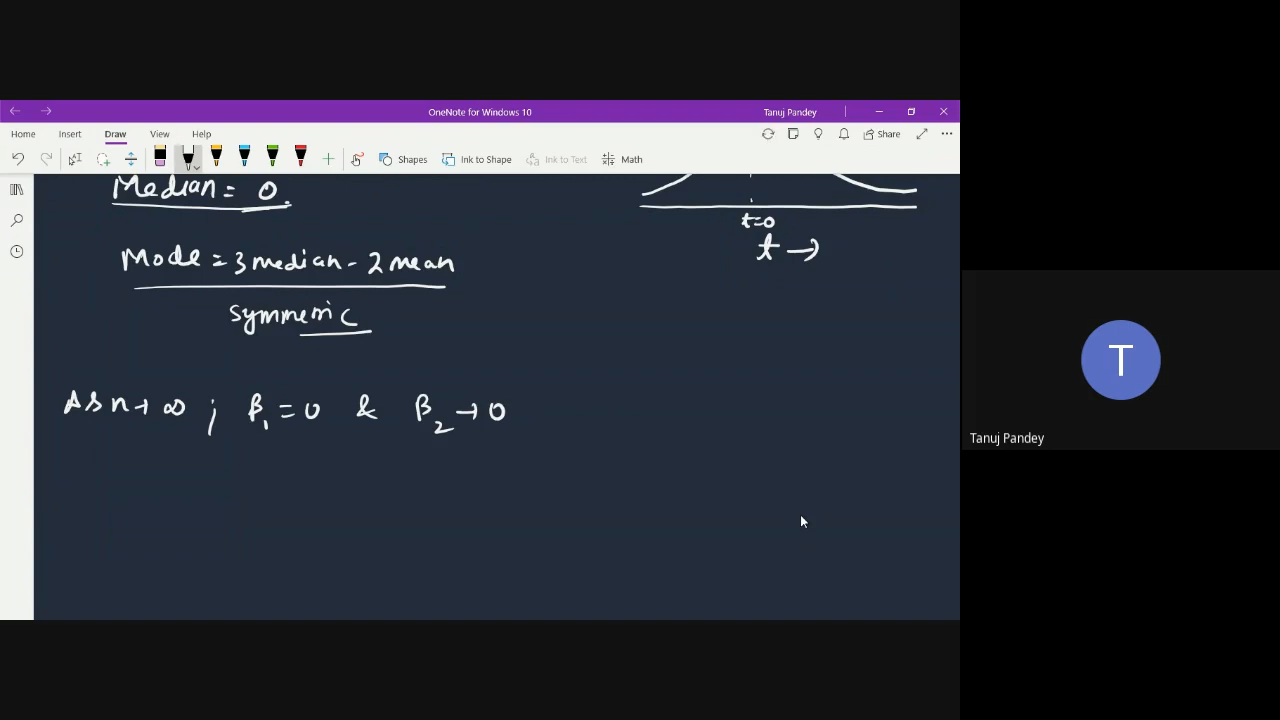 OneNote for Windows 10
Tanuj Pandey
Home Insert Draw View Help
Share
Shapes Ink to Shape Ink to Text Math
Median = 0.
t=0
t →
Mode = 3 median - 2 mean
symmetric
As n → ∞ ; β₁ = 0 & β₂ → 0
T
Tanuj Pandey